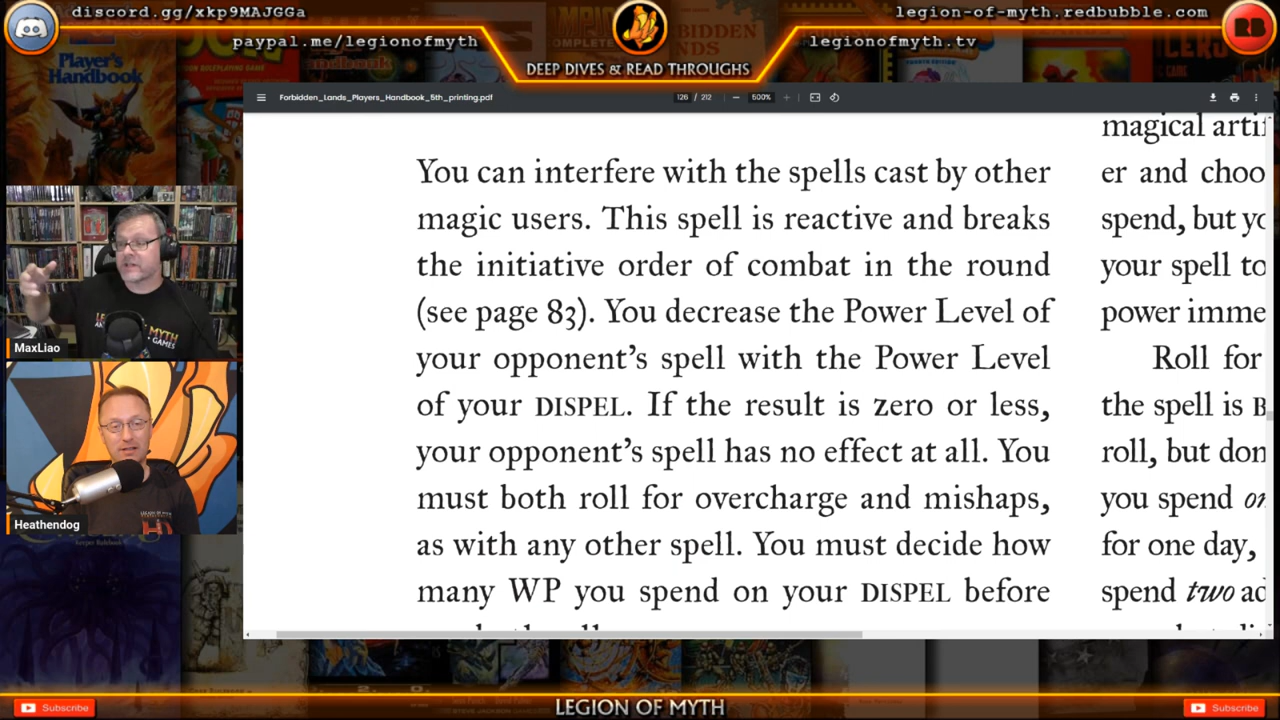 discord.gg/xkp9MAJGGa
paypal.me/legionofmyth
legion-of-myth.redbubble.com
legionofmyth.tv
DEEP DIVES & READ THROUGHS
Player's
Handbook
Forbidden_Lands_Players_Handbook_5th_printing.pdf
126 / 212
500%
You can interfere with the spells cast by other
magic users. This spell is reactive and breaks
the initiative order of combat in the round
(see page 83). You decrease the Power Level of
your opponent's spell with the Power Level
of your DISPEL. If the result is zero or less,
your opponent's spell has no effect at all. You
must both roll for overcharge and mishaps,
as with any other spell. You must decide how
many WP you spend on your DISPEL before
magical
er and choo
spend, but
your spell to
power imme
Roll for
the spell is
roll, but don
you spend
for one day,
spend two
MaxLiao
Heathendog
Subscribe
LEGION OF MYTH
Subscribe